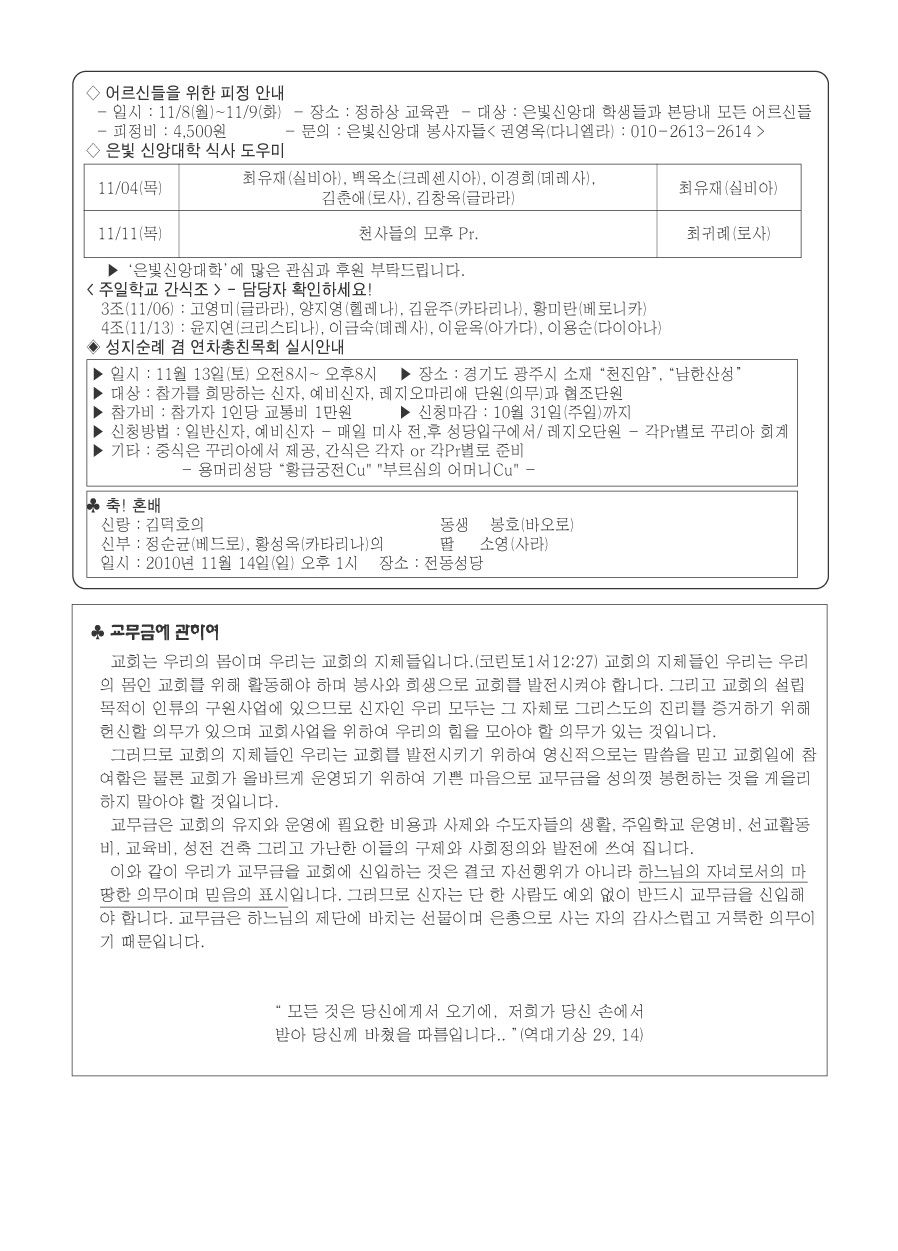 ◇ 어르신들을 위한 피정 안내
- 일시 : 11/8(월)~11/9(화) - 장소 : 정하상 교육관 - 대상 : 은빛신앙대 학생들과 본당내 모든 어르신들
- 피정비 : 4,500원 - 문의 : 은빛신앙대 봉사자들< 권영옥(다니엘라) : 010-2613-2614 >
◇ 은빛 신앙대학 식사 도우미
11/04(목) 최유재(실비아), 백옥소(크레센시아), 이경희(데레사), 김춘애(로사), 김창옥(글라라) 최유재(실비아)
11/11(목) 천사들의 모후 Pr. 최귀례(로사)
▶ ‘은빛신앙대학’에 많은 관심과 후원 부탁드립니다.
< 주일학교 간식조 > - 담당자 확인하세요!
3조(11/06) : 고영미(글라라), 양지영(헬레나), 김윤주(카타리나), 황미란(베로니카)
4조(11/13) : 윤지연(크리스티나), 이금숙(데레사), 이윤옥(아가다), 이용순(다이아나)
◈ 성지순례 겸 연차총친목회 실시안내
▶ 일시 : 11월 13일(토) 오전8시~ 오후8시 ▶ 장소 : 경기도 광주시 소재 “천진암”, “남한산성”
▶ 대상 : 참가를 희망하는 신자, 예비신자, 레지오마리애 단원(의무)과 협조단원
▶ 참가비 : 참가자 1인당 교통비 1만원 ▶ 신청마감 : 10월 31일(주일)까지
▶ 신청방법 : 일반신자, 예비신자 - 매일 미사 전,후 성당입구에서/ 레지오단원 - 각Pr별로 꾸리아 회계
▶ 기타 : 중식은 꾸리아에서 제공, 간식은 각자 or 각Pr별로 준비
- 용머리성당 “황금궁전Cu" "부르심의 어머니Cu" -
♣ 축! 혼배
신랑 : 김덕호의 동생 봉호(바오로)
신부 : 정순균(베드로), 황성옥(카타리나)의 딸 소영(사라)
일시 : 2010년 11월 14일(일) 오후 1시 장소 : 전동성당
♣ 교무금에 관하여
교회는 우리의 몸이며 우리는 교회의 지체들입니다.(코린토1서12:27) 교회의 지체들인 우리는 우리
의 몸인 교회를 위해 활동해야 하며 봉사와 희생으로 교회를 발전시켜야 합니다. 그리고 교회의 설립
목적이 인류의 구원사업에 있으므로 신자인 우리 모두는 그 자체로 그리스도의 진리를 증거하기 위해
헌신할 의무가 있으며 교회사업을 위하여 우리의 힘을 모아야 할 의무가 있는 것입니다.
그러므로 교회의 지체들인 우리는 교회를 발전시키기 위하여 영신적으로는 말씀을 믿고 교회일에 참
여함은 물론 교회가 올바르게 운영되기 위하여 기쁜 마음으로 교무금을 성의껏 봉헌하는 것을 게을리
하지 말아야 할 것입니다.
교무금은 교회의 유지와 운영에 필요한 비용과 사제와 수도자들의 생활, 주일학교 운영비, 선교활동
비, 교육비, 성전 건축 그리고 가난한 이들의 구제와 사회정의와 발전에 쓰여 집니다.
이와 같이 우리가 교무금을 교회에 신입하는 것은 결코 자선행위가 아니라 하느님의 자녀로서의 마
땅한 의무이며 믿음의 표시입니다. 그러므로 신자는 단 한 사람도 예외 없이 반드시 교무금을 신입해
야 합니다. 교무금은 하느님의 제단에 바치는 선물이며 은총으로 사는 자의 감사스럽고 거룩한 의무이
기 때문입니다.
“ 모든 것은 당신에게서 오기에, 저희가 당신 손에서
받아 당신께 바쳤을 따름입니다.. ”(역대기상 29, 14)